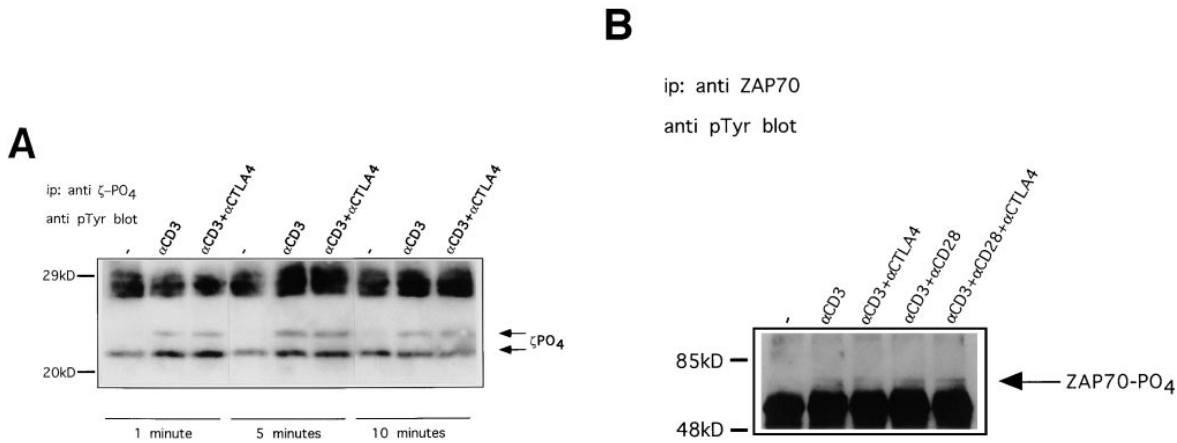 A
ip: anti ζ-PO4
anti pTyr blot
-
αCD3
αCD3+αCTLA4
-
αCD3
αCD3+αCTLA4
-
αCD3
αCD3+αCTLA4
29kD
20kD
ζPO4
1 minute
5 minutes
10 minutes
B
ip: anti ZAP70
anti pTyr blot
-
αCD3
αCD3+αCTLA4
αCD3+αCD28
αCD3+αCD28+αCTLA4
85kD
48kD
ZAP70-PO4